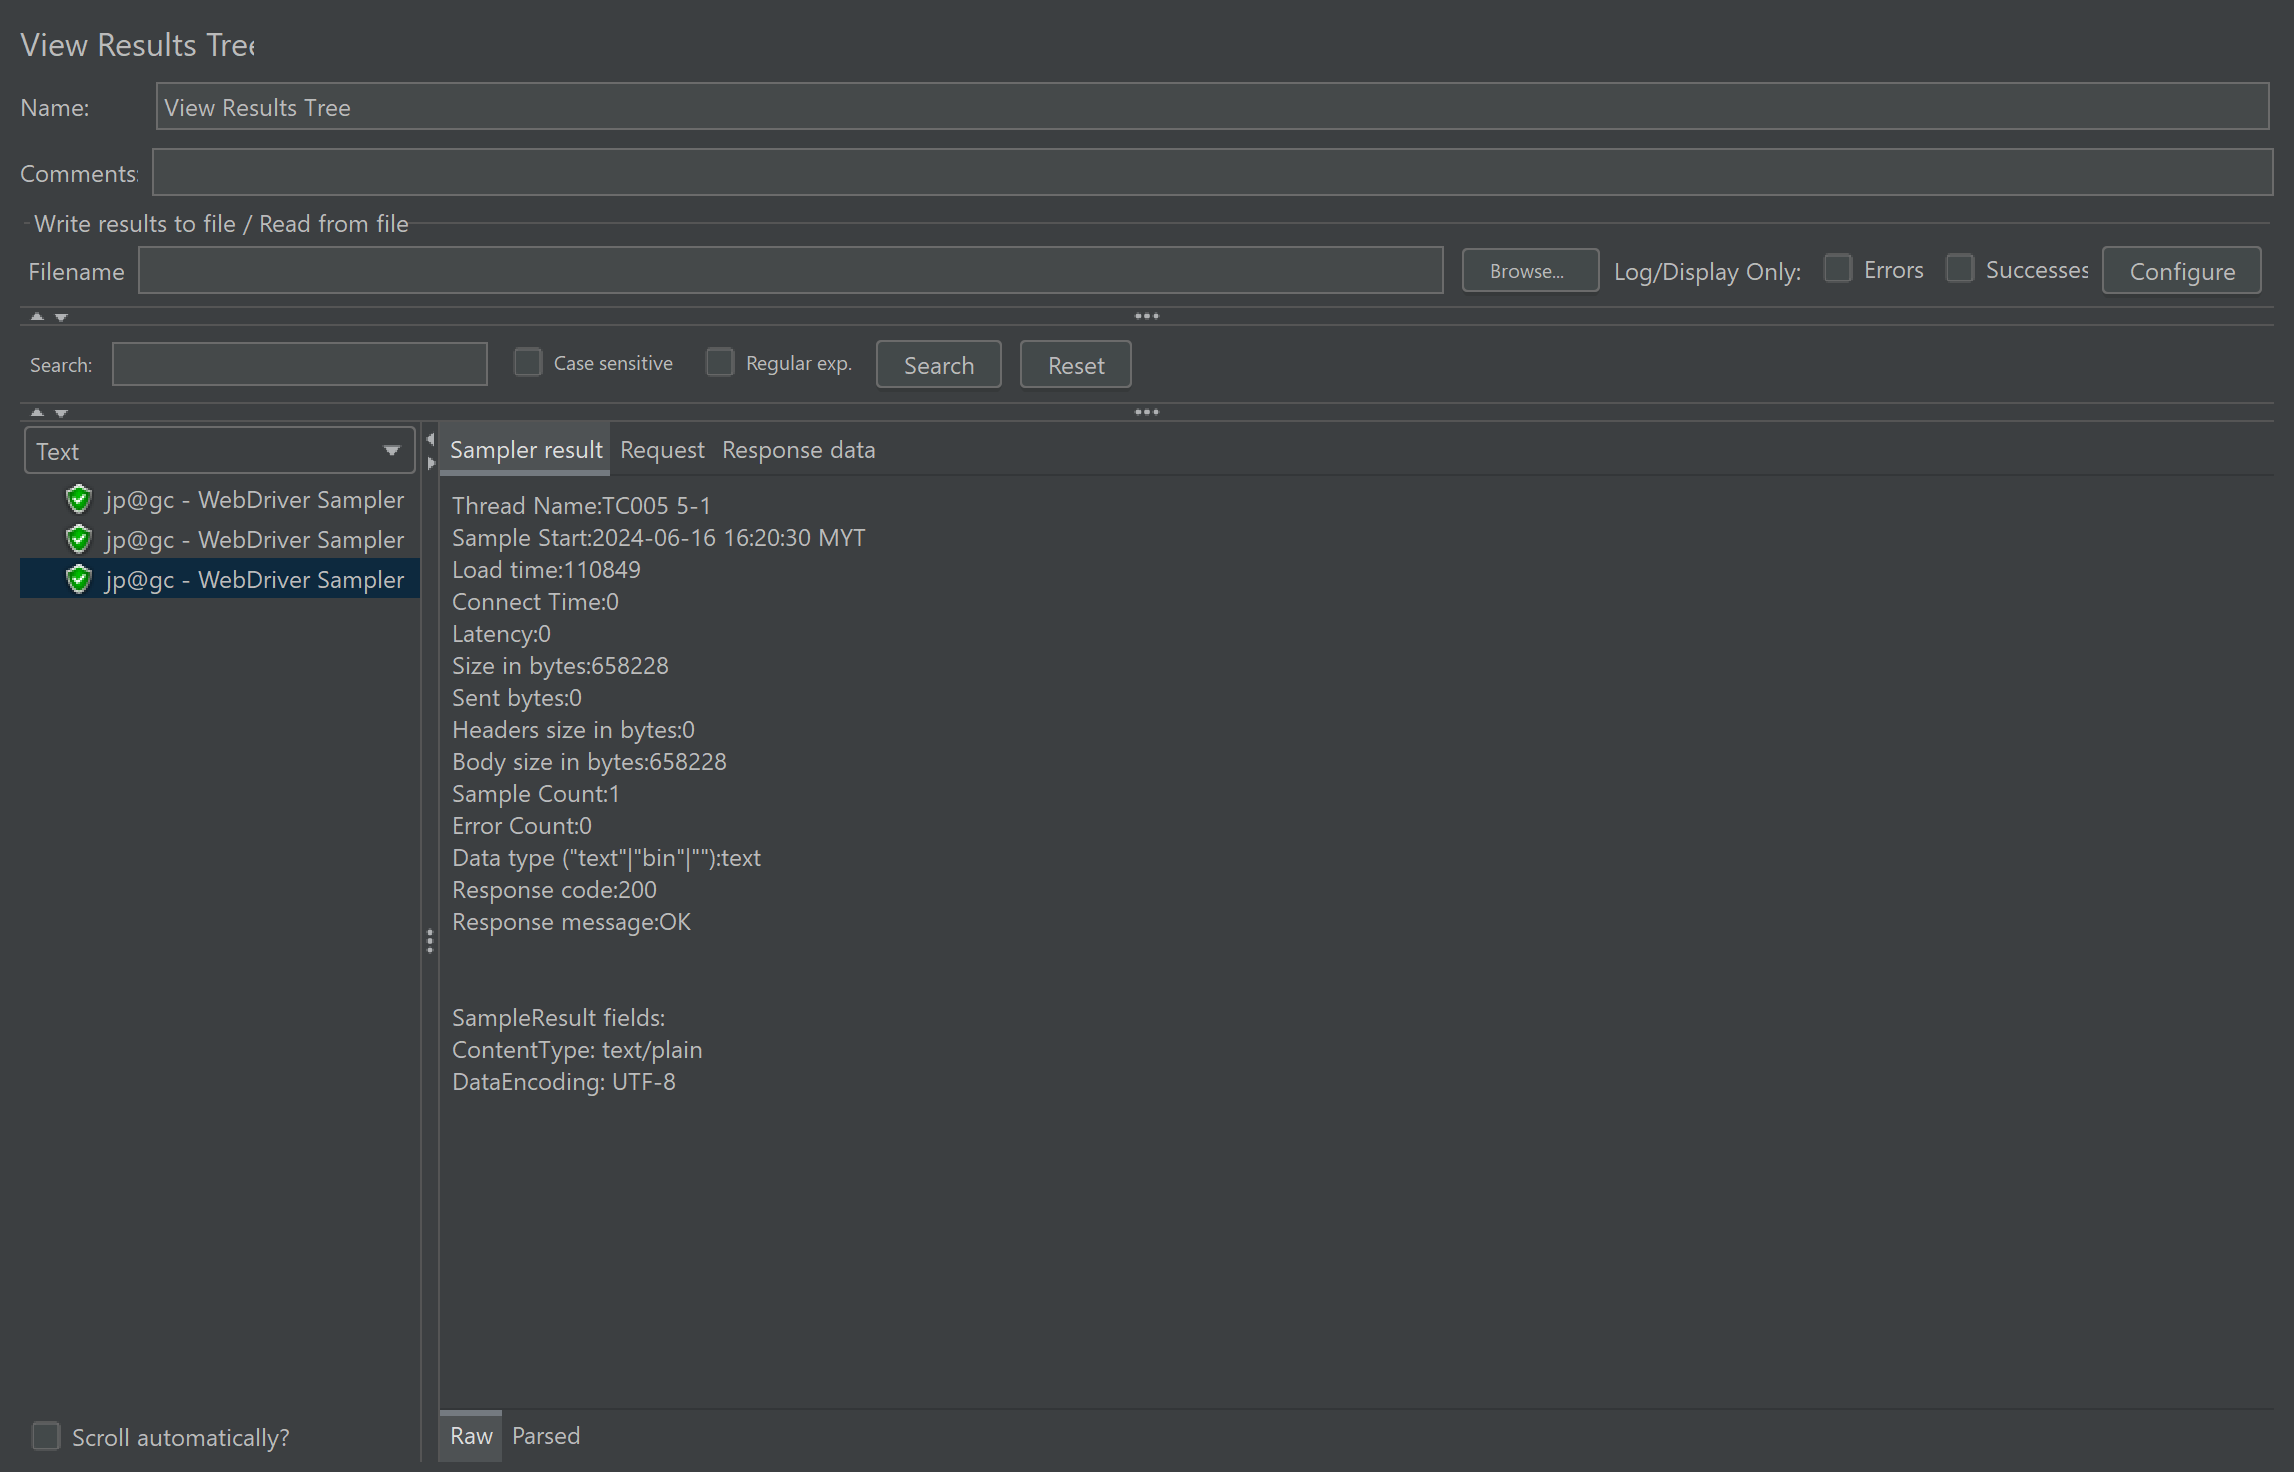 View Results Tree
Name: View Results Tree
Comments:
Write results to file / Read from file
Filename Browse... Log/Display Only: Errors Successes Configure
Search: Case sensitive Regular exp. Search Reset
Text
jp@gc - WebDriver Sampler
jp@gc - WebDriver Sampler
jp@gc - WebDriver Sampler
Scroll automatically?
Sampler result Request Response data
Thread Name:TC005 5-1
Sample Start:2024-06-16 16:20:30 MYT
Load time:110849
Connect Time:0
Latency:0
Size in bytes:658228
Sent bytes:0
Headers size in bytes:0
Body size in bytes:658228
Sample Count:1
Error Count:0
Data type ("text"|"bin"|""):text
Response code:200
Response message:OK
SampleResult fields:
ContentType: text/plain
DataEncoding: UTF-8
Raw Parsed